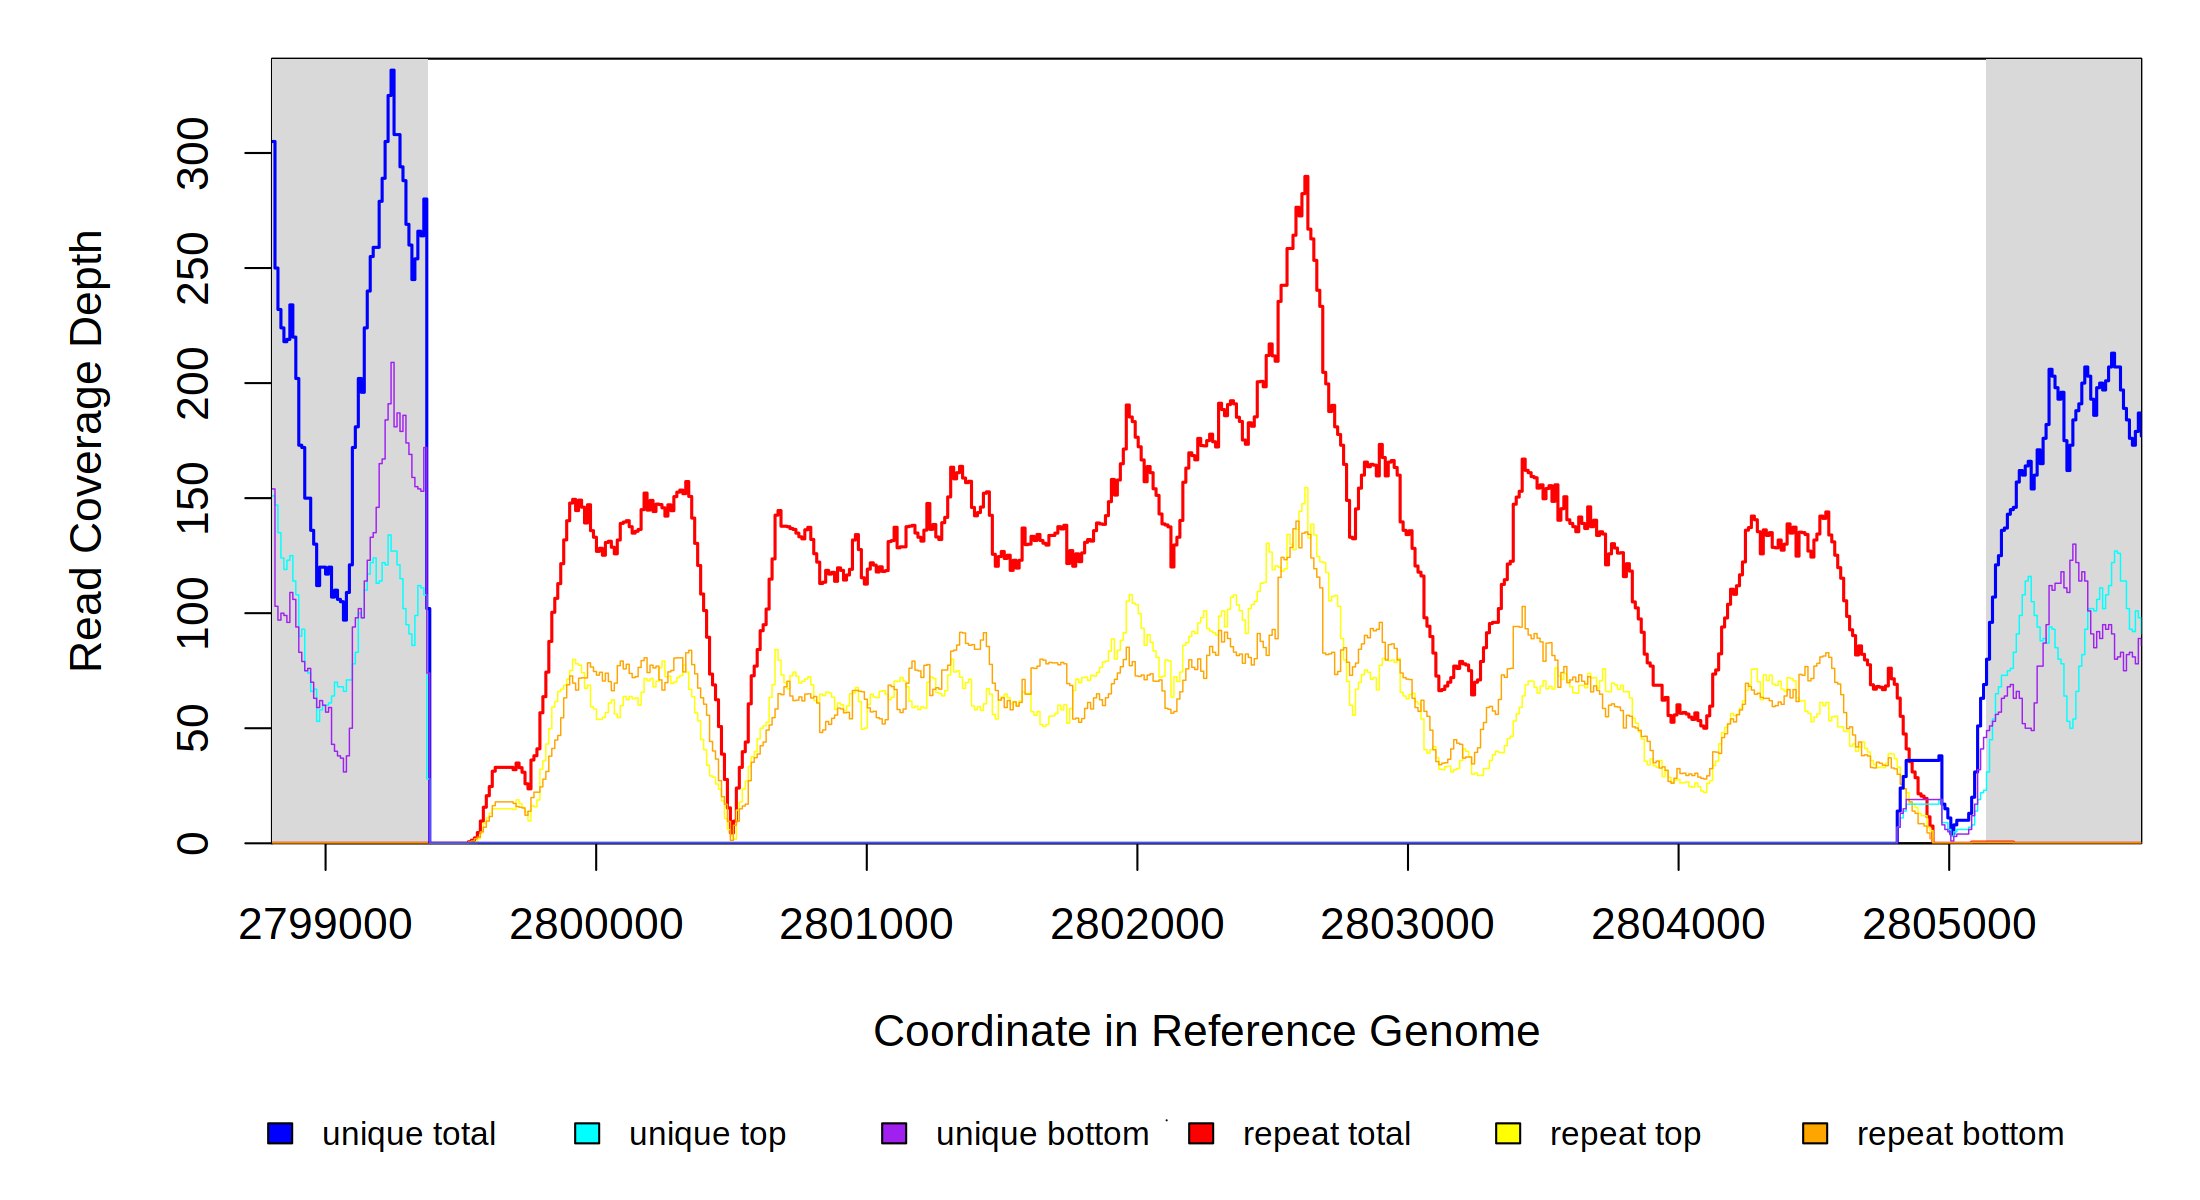 Read Coverage Depth
300
250
200
150
100
50
0
2799000 2800000 2801000 2802000 2803000 2804000 2805000
Coordinate in Reference Genome
unique total unique top unique bottom repeat total repeat top repeat bottom